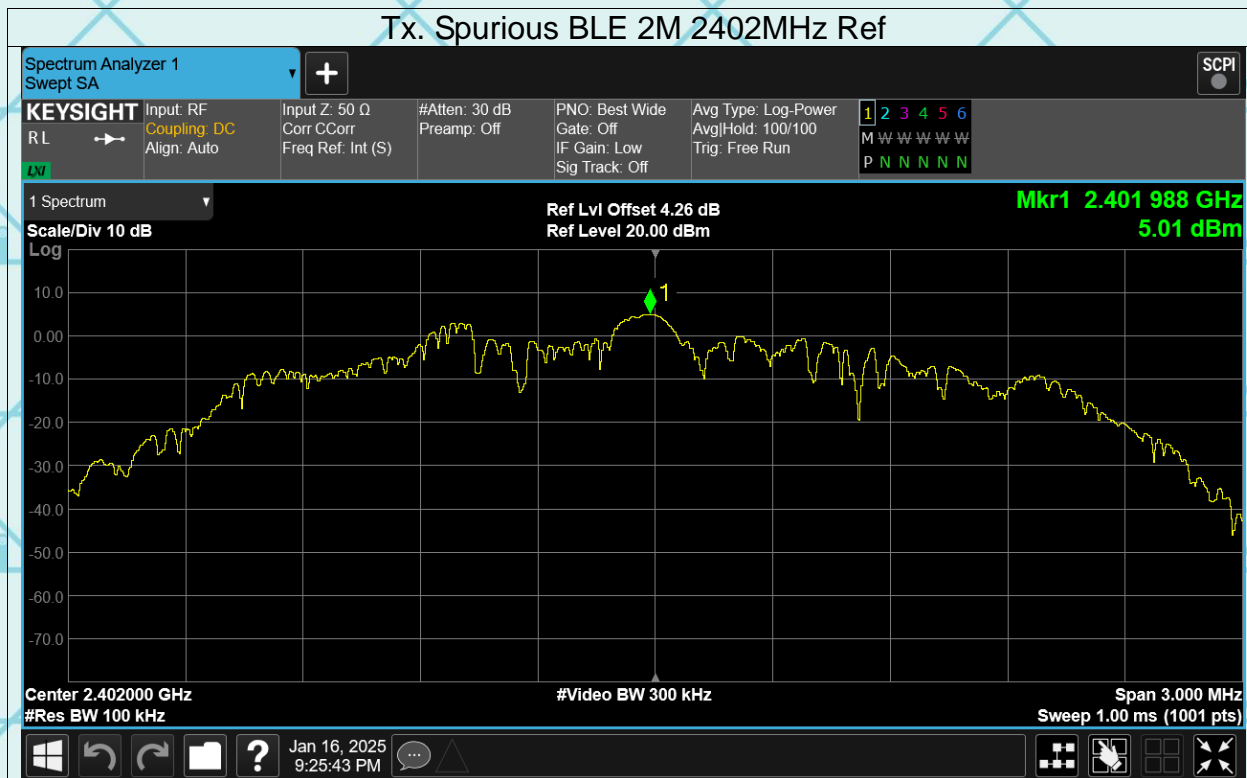 Tx. Spurious BLE 2M 2402MHz Ref
Spectrum Analyzer 1
Swept SA
▼
+
SCPI
KEYSIGHT
RL
LXI
Input: RF
Coupling: DC
Align: Auto
Input Z: 50 Ω
Corr CCorr
Freq Ref: Int (S)
#Atten: 30 dB
Preamp: Off
PNO: Best Wide
Gate: Off
IF Gain: Low
Sig Track: Off
Avg Type: Log-Power
Avg|Hold: 100/100
Trig: Free Run
1 2 3 4 5 6
M W W W W W W
P N N N N N N
1 Spectrum ▼
Scale/Div 10 dB
Log
Ref Lvl Offset 4.26 dB
Ref Level 20.00 dBm
Mkr1 2.401 988 GHz
5.01 dBm
1
10.0
0.00
-10.0
-20.0
-30.0
-40.0
-50.0
-60.0
-70.0
Center 2.402000 GHz
#Res BW 100 kHz
#Video BW 300 kHz
Span 3.000 MHz
Sweep 1.00 ms (1001 pts)
?
Jan 16, 2025
9:25:43 PM